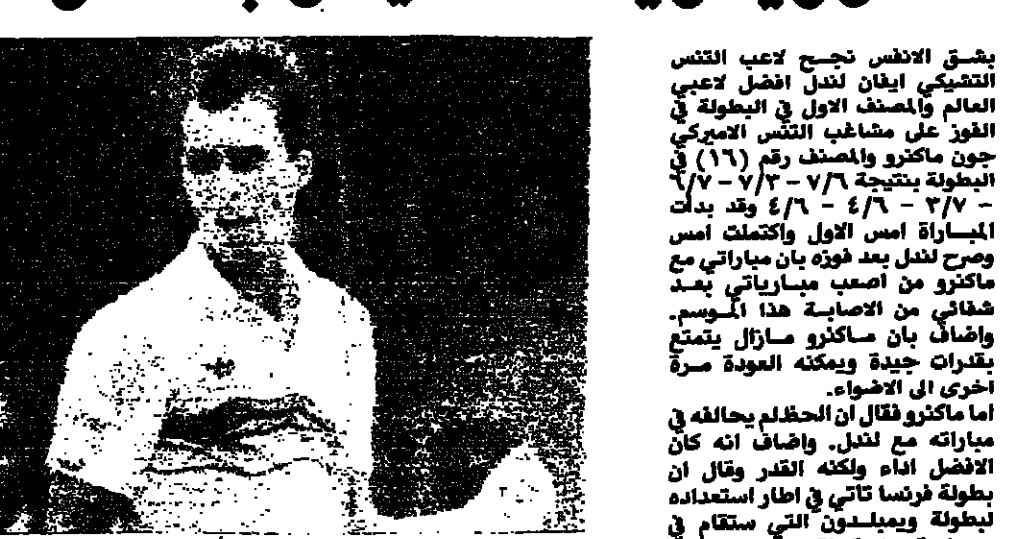 بشق الانفس نجح لاعب التنس
التشيكي ايفان لندل افضل لاعبي
العالم والمصنف الاول في البطولة في
الفوز على مشاغب التنس الاميركي
جون ماكنرو والمصنف رقم (١٦) في
البطولة بنتيجة ٧/٦ - ٧/٣ - ٦/٧
- ٣/٧ - ٤/٦ - ٤/٦ وقد بدأت
المباراة امس الاول واكتملت امس
وصرح لندل بعد فوزه بان مباراتي مع
ماكنرو من اصعب مبارياتي بعد
شفائي من الاصابة هذا الموسم.
واضاف بان ماكنرو مازال يتمتع
بقدرات جيدة ويمكنه العودة مرة
اخرى الى الاضواء.
اما ماكنرو فقال ان الحظ لم يحالفه في
مباراته مع لندل. واضاف انه كان
الافضل اداء ولكنه القدر وقال ان
بطولة فرنسا تأتي في اطار استعداده
لبطولة ويمبلدون التي ستقام في